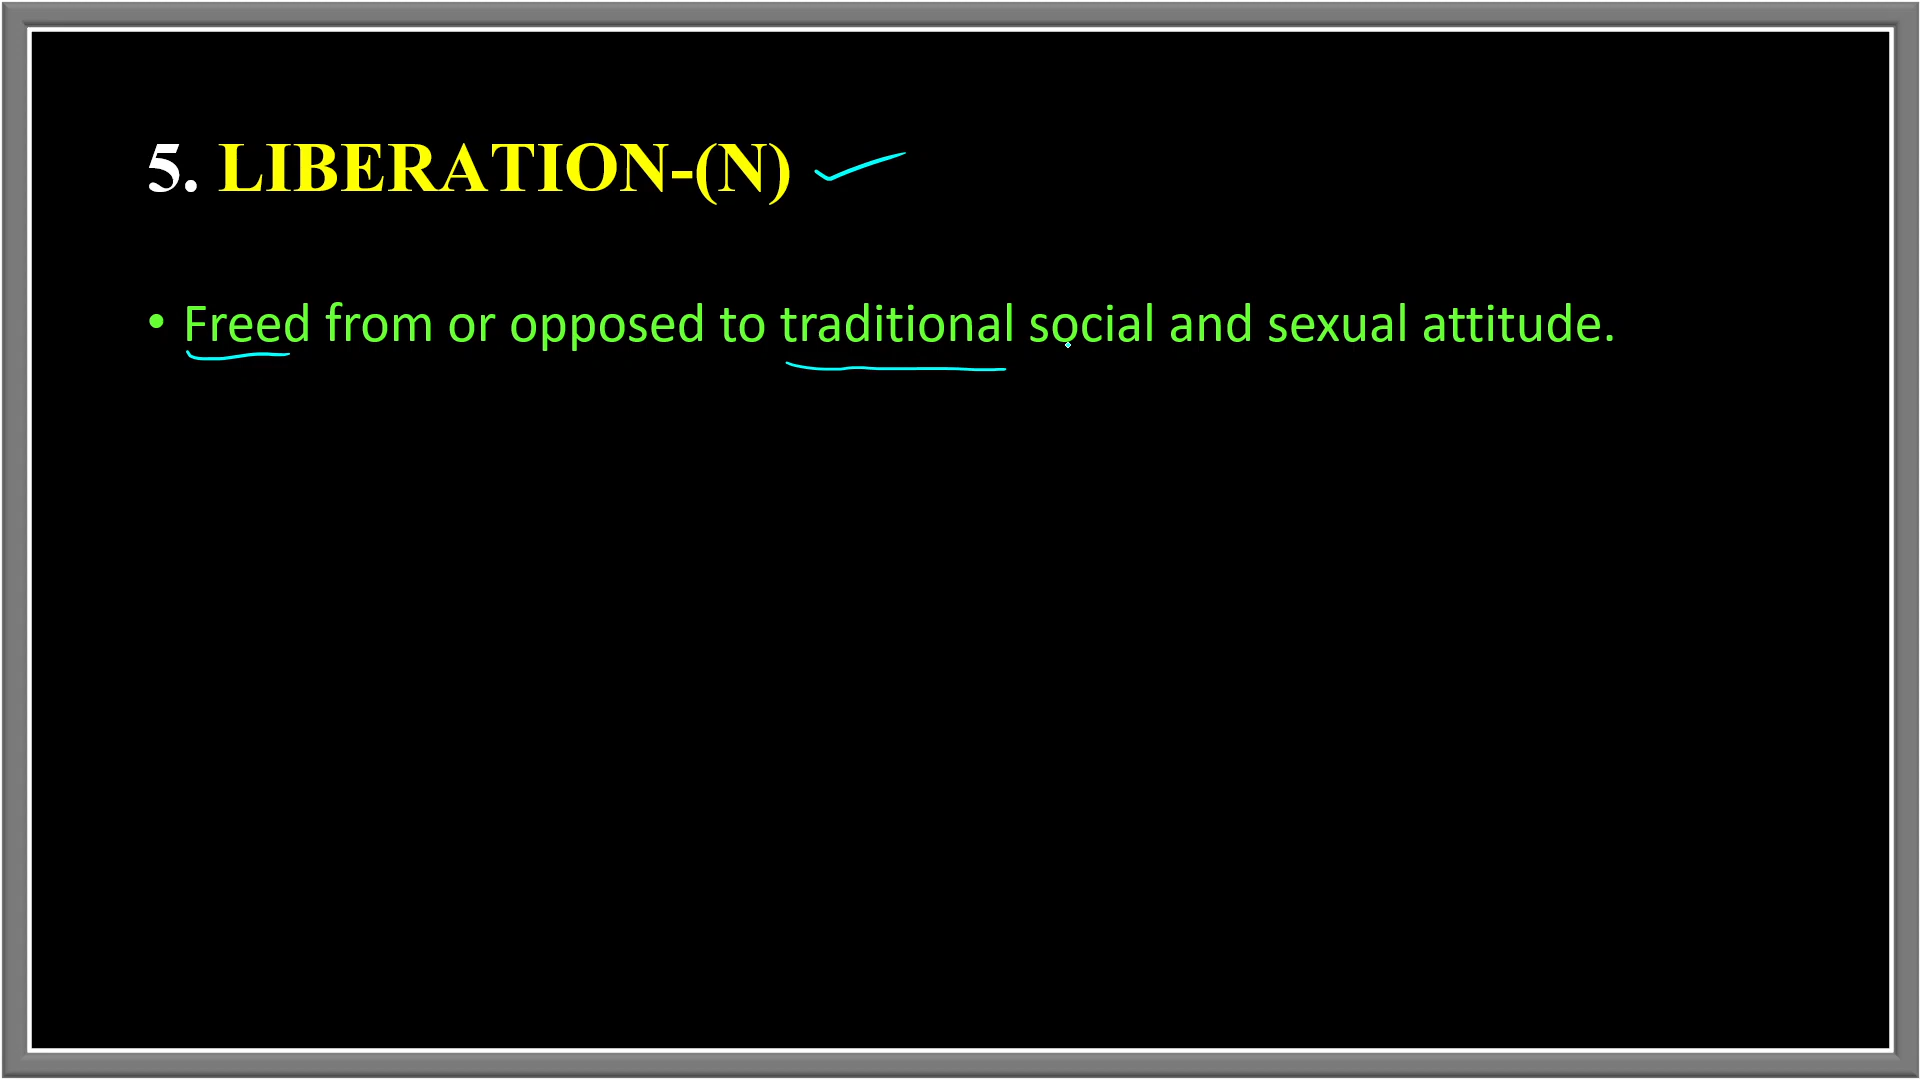 5. LIBERATION-(N)
• Freed from or opposed to traditional social and sexual attitude.